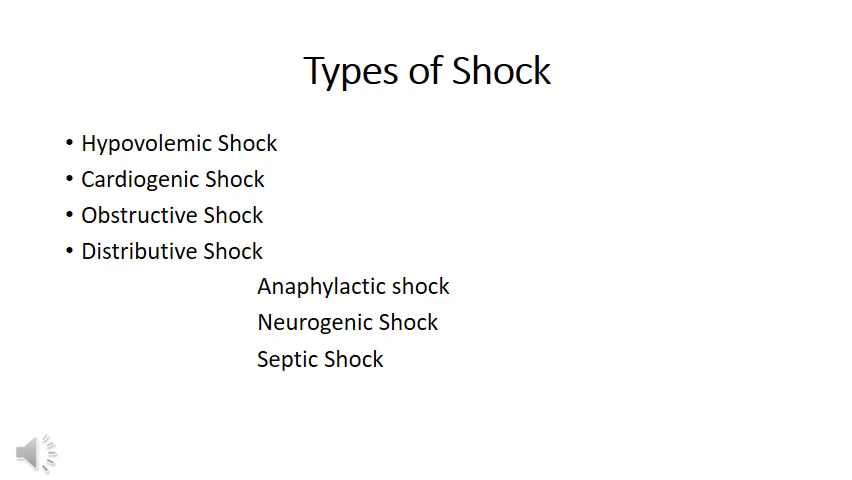 Types of Shock
• Hypovolemic Shock
• Cardiogenic Shock
• Obstructive Shock
• Distributive Shock
Anaphylactic shock
Neurogenic Shock
Septic Shock